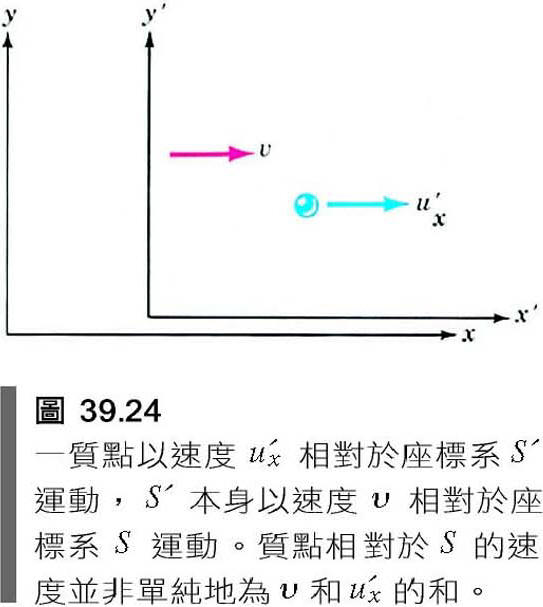 y
y′
v
u′x
x′
x
圖 39.24
一質點以速度 u′x 相對於座標系 S′
運動，S′ 本身以速度 υ 相對於座
標系 S 運動。質點相對於 S 的速
度並非單純地為 υ 和 u′x 的和。